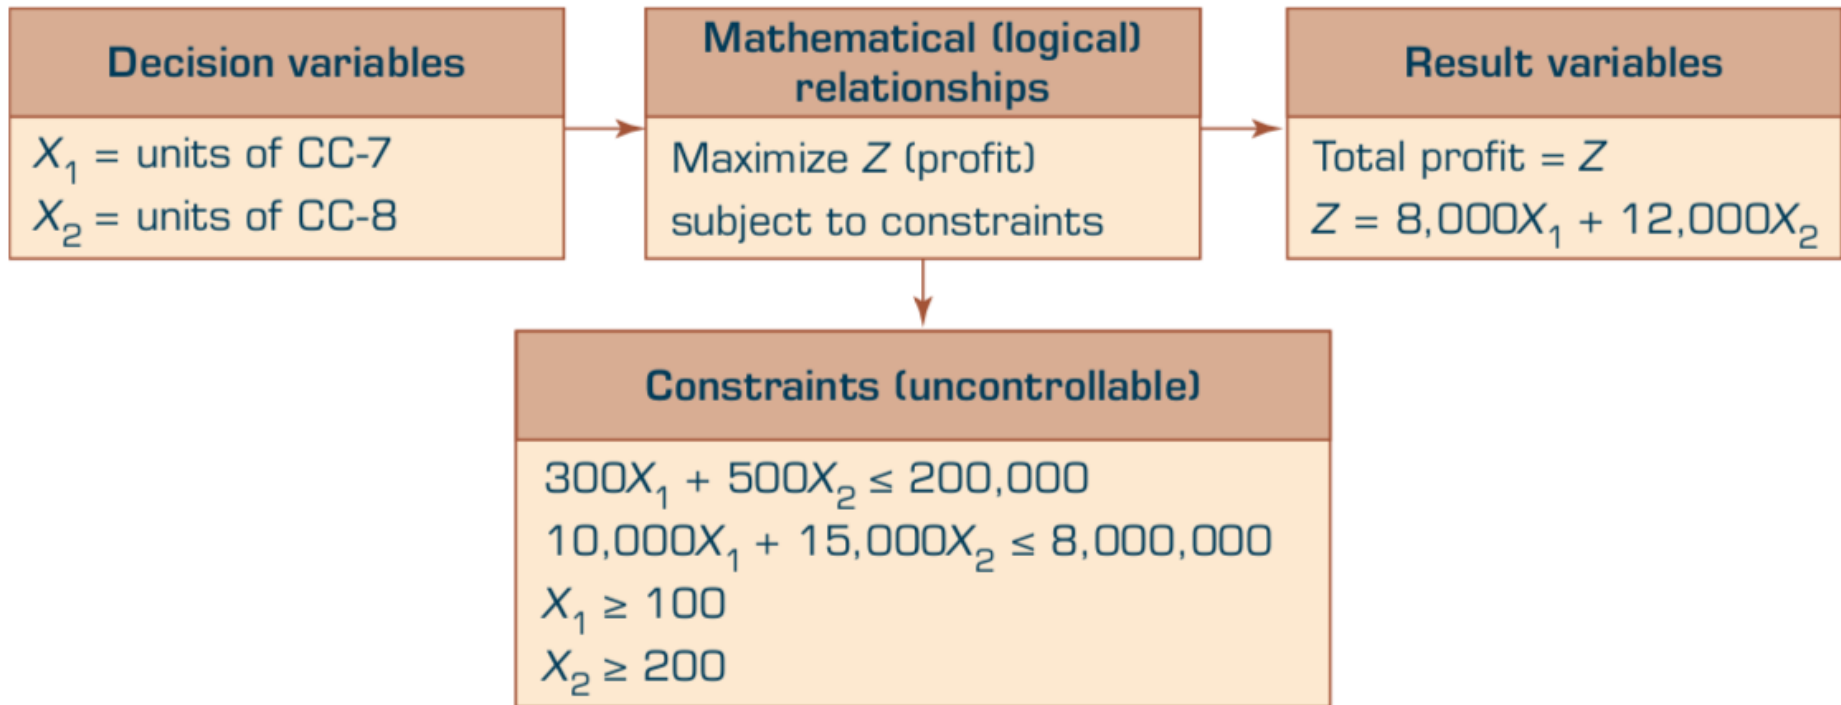 Decision variables
X₁ = units of CC-7
X₂ = units of CC-8
Mathematical (logical)
relationships
Maximize Z (profit)
subject to constraints
Result variables
Total profit = Z
Z = 8,000X₁ + 12,000X₂
Constraints (uncontrollable)
300X₁ + 500X₂ ≤ 200,000
10,000X₁ + 15,000X₂ ≤ 8,000,000
X₁ ≥ 100
X₂ ≥ 200